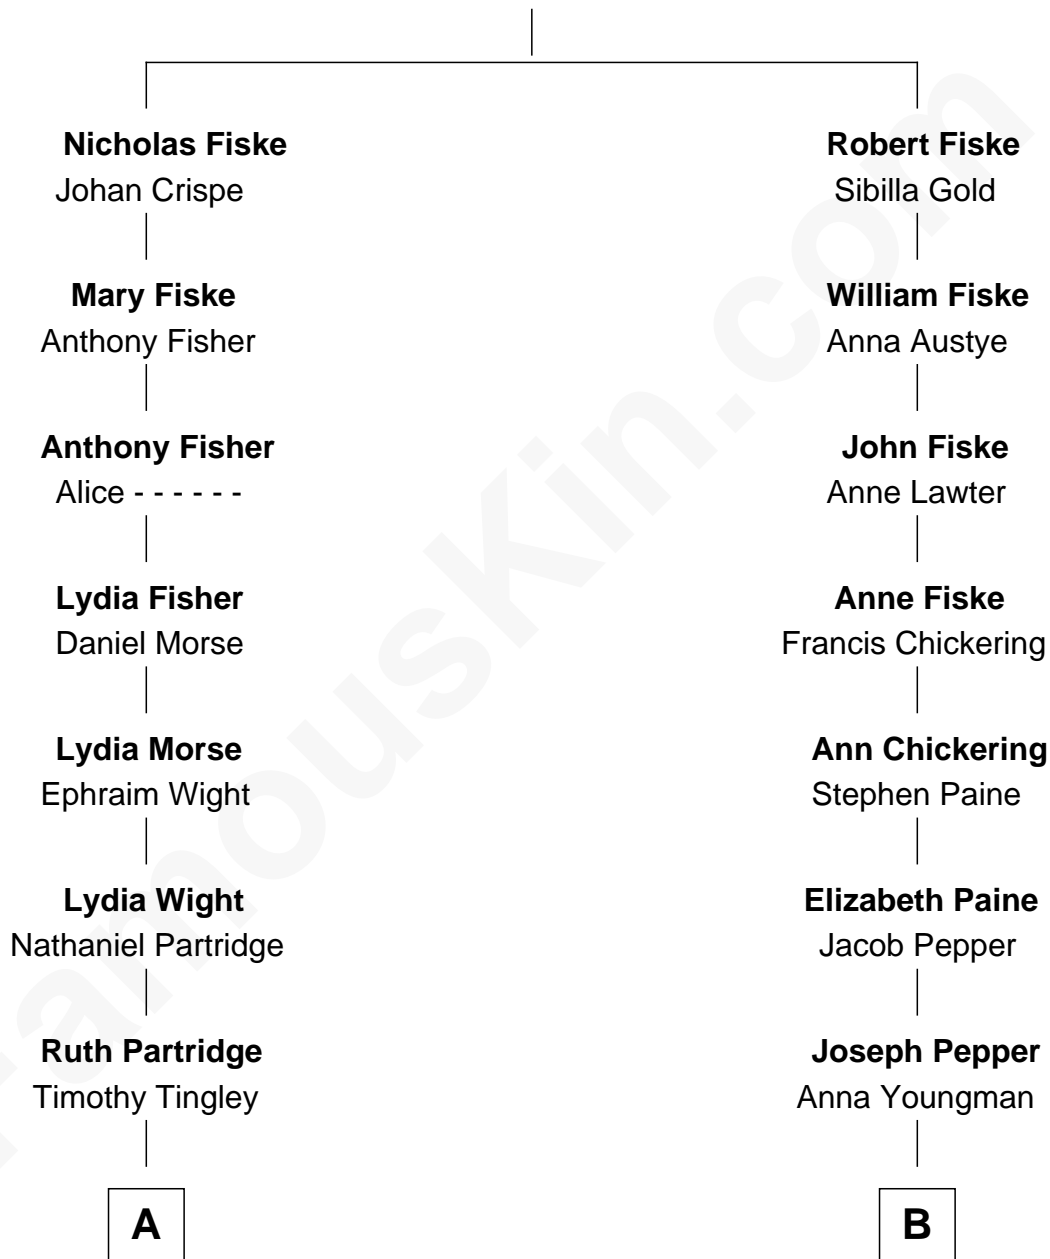 Nicholas Fiske
Johan Crispe
Mary Fiske
Anthony Fisher
Anthony Fisher
Alice - - - - - -
Lydia Fisher
Daniel Morse
Lydia Morse
Ephraim Wight
Lydia Wight
Nathaniel Partridge
Ruth Partridge
Timothy Tingley
A
Robert Fiske
Sibilla Gold
William Fiske
Anna Austye
John Fiske
Anne Lawter
Anne Fiske
Francis Chickering
Ann Chickering
Stephen Paine
Elizabeth Paine
Jacob Pepper
Joseph Pepper
Anna Youngman
B
FamousKin.com